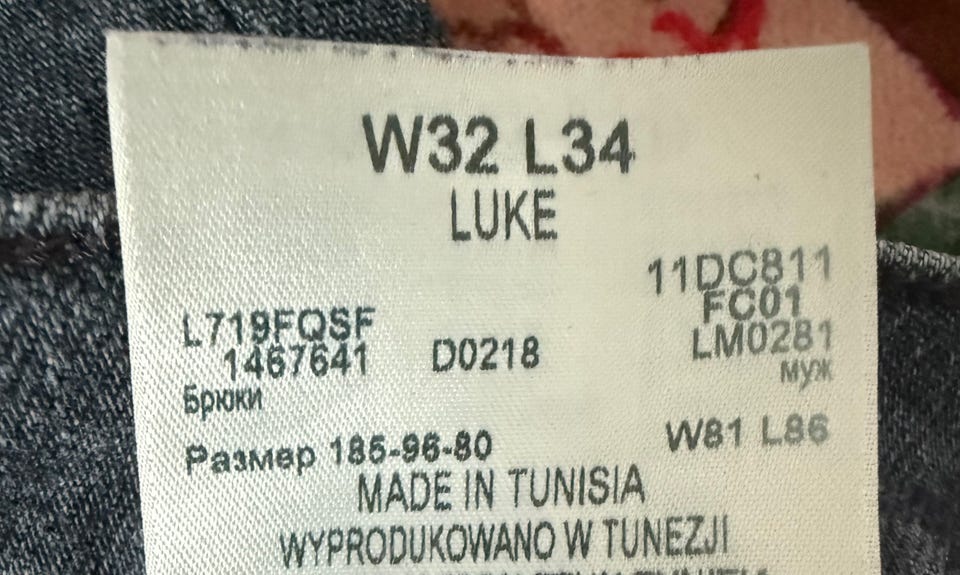 W32 L34
LUKE
11DC811
FC01
L719FQSF
LM0281
1467641 D0218
муж
Брюки
W81 L86
Размер 185-96-80
MADE IN TUNISIA
WYPRODUKOWANO W TUNEZJI